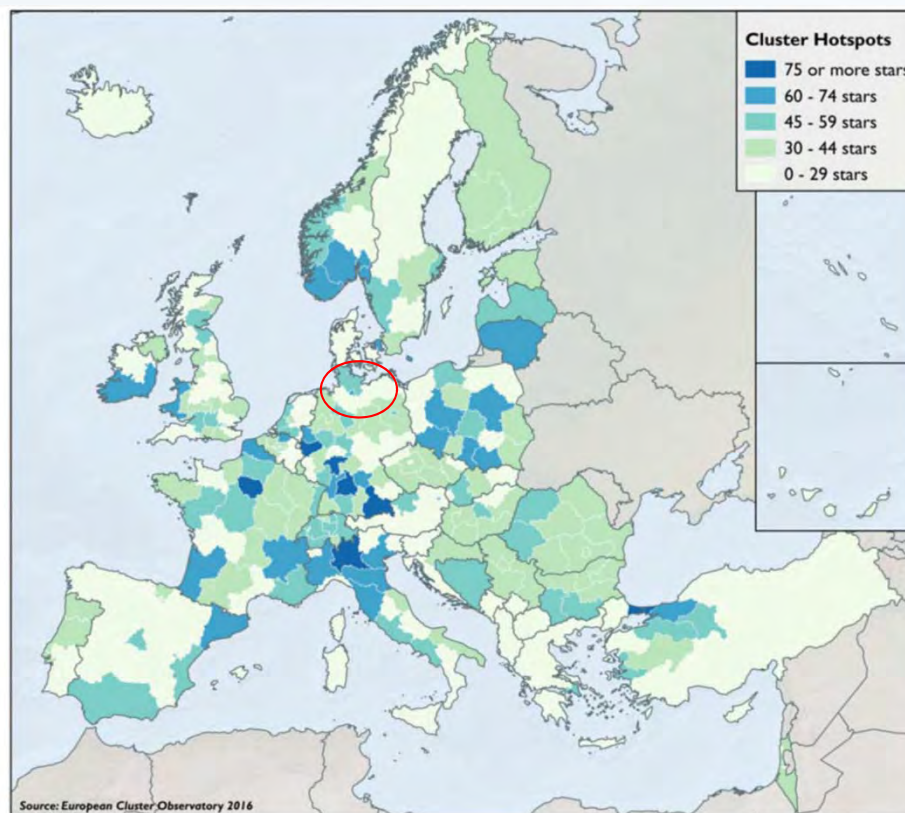 Cluster Hotspots
75 or more stars
60 - 74 stars
45 - 59 stars
30 - 44 stars
0 - 29 stars
Source: European Cluster Observatory 2016